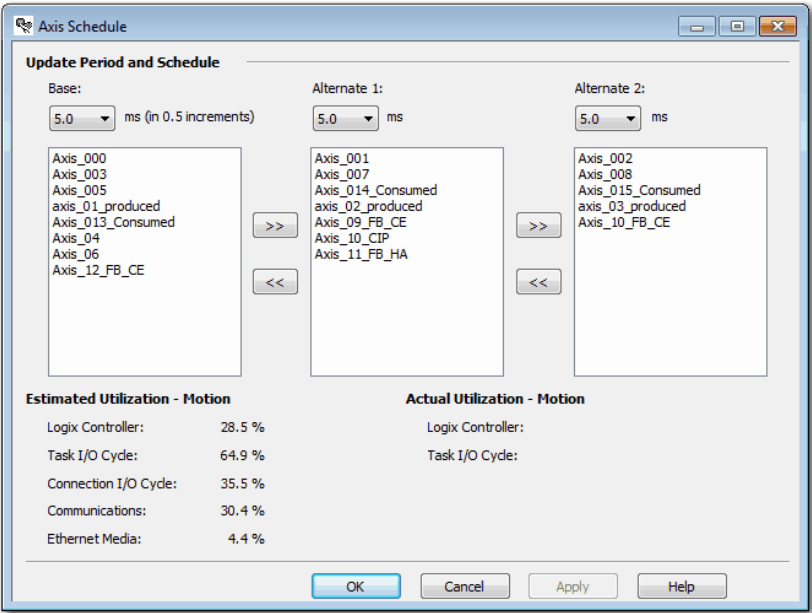 Axis Schedule
Update Period and Schedule
Base:
5.0 ms (in 0.5 increments)
Axis_000
Axis_003
Axis_005
axis_01_produced
Axis_013_Consumed
Axis_04
Axis_06
Axis_12_FB_CE
>>
<<
Alternate 1:
5.0 ms
Axis_001
Axis_007
Axis_014_Consumed
axis_02_produced
Axis_09_FB_CE
Axis_10_CIP
Axis_11_FB_HA
>>
<<
Alternate 2:
5.0 ms
Axis_002
Axis_008
Axis_015_Consumed
axis_03_produced
Axis_10_FB_CE
Estimated Utilization - Motion
Logix Controller: 28.5 %
Task I/O Cycle: 64.9 %
Connection I/O Cycle: 35.5 %
Communications: 30.4 %
Ethernet Media: 4.4 %
Actual Utilization - Motion
Logix Controller:
Task I/O Cycle:
OK Cancel Apply Help